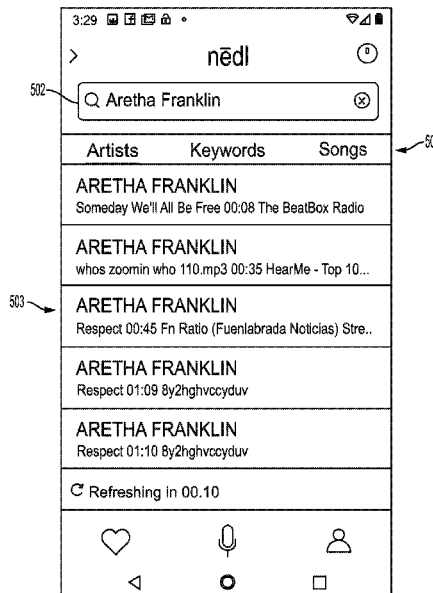 3:29
nēdl
502
Aretha Franklin
Artists Keywords Songs
ARETHA FRANKLIN
Someday We'll All Be Free 00:08 The BeatBox Radio
ARETHA FRANKLIN
whos zoomin who 110.mp3 00:35 HearMe - Top 10...
503
ARETHA FRANKLIN
Respect 00:45 Fn Ratio (Fuenlabrada Noticias) Stre..
ARETHA FRANKLIN
Respect 01:09 8y2hghvccyduv
ARETHA FRANKLIN
Respect 01:10 8y2hghvccyduv
Refreshing in 00.10